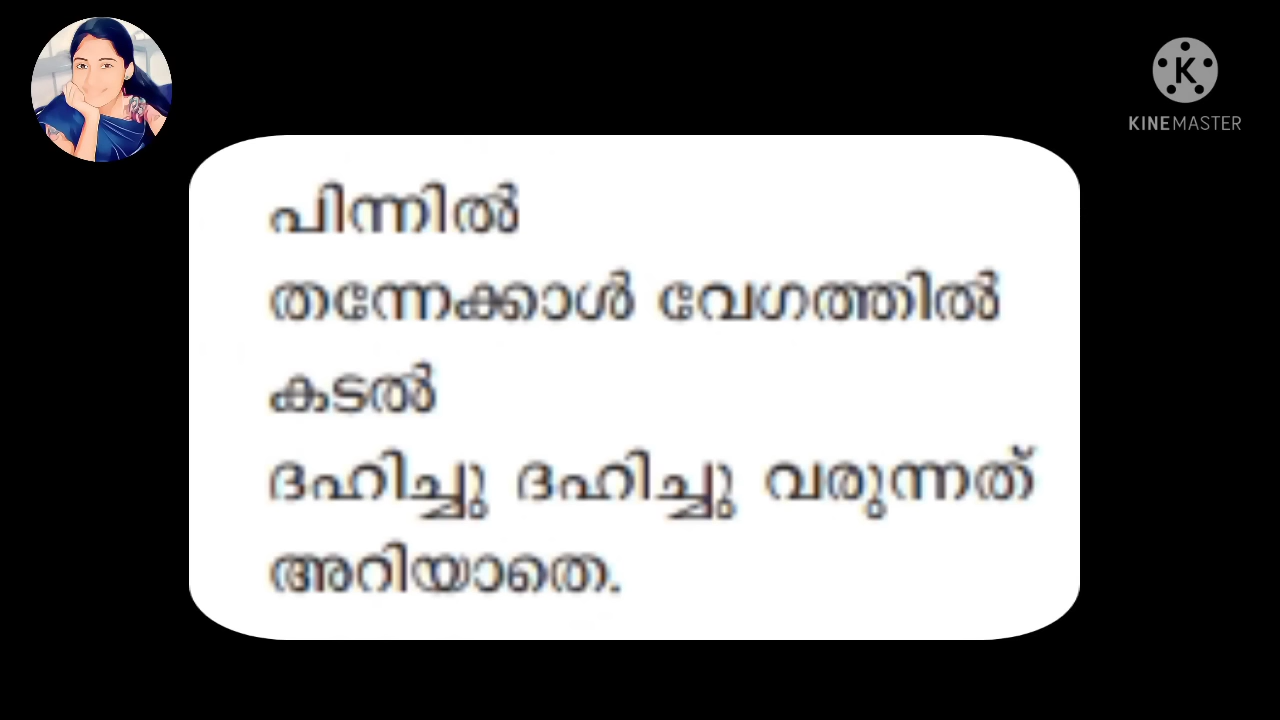 KINEMASTER
പിന്നിൽ
തന്നേക്കാൾ വേഗത്തിൽ
കടൽ
ദഹിച്ചു ദഹിച്ചു വരുന്നത്
അറിയാതെ.